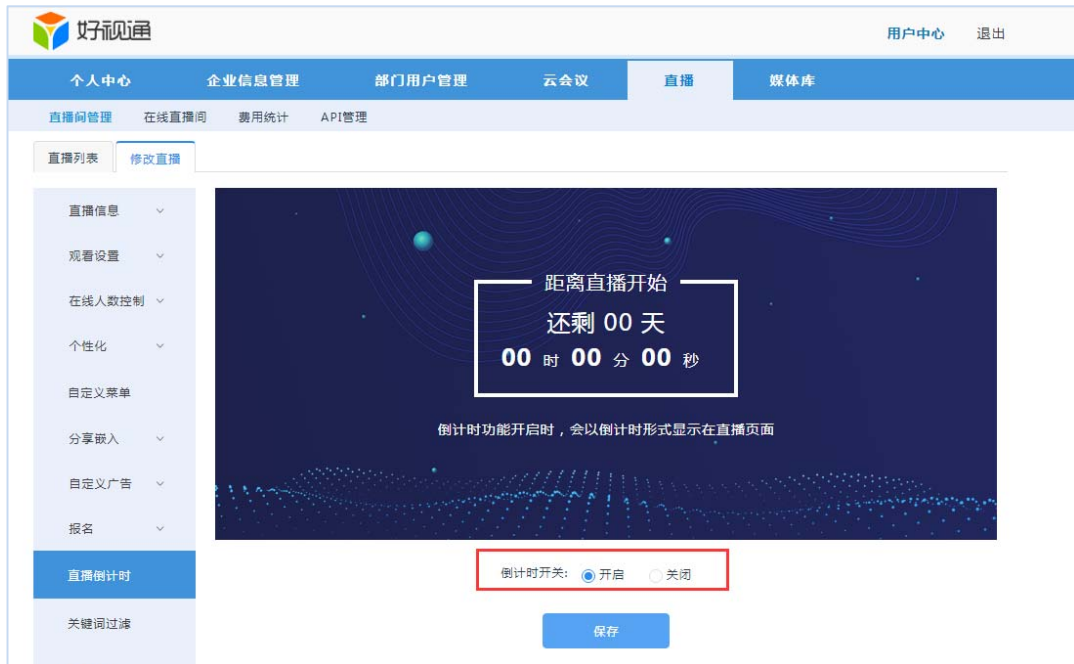 好视通
用户中心 退出
个人中心 企业信息管理 部门用户管理 云会议 直播 媒体库
直播间管理 在线直播间 费用统计 API管理
直播列表 修改直播
直播信息
观看设置
在线人数控制
个性化
自定义菜单
分享嵌入
自定义广告
报名
直播倒计时
关键词过滤
距离直播开始
还剩 00 天
00 时 00 分 00 秒
倒计时功能开启时，会以倒计时形式显示在直播页面
倒计时开关: 开启 关闭
保存